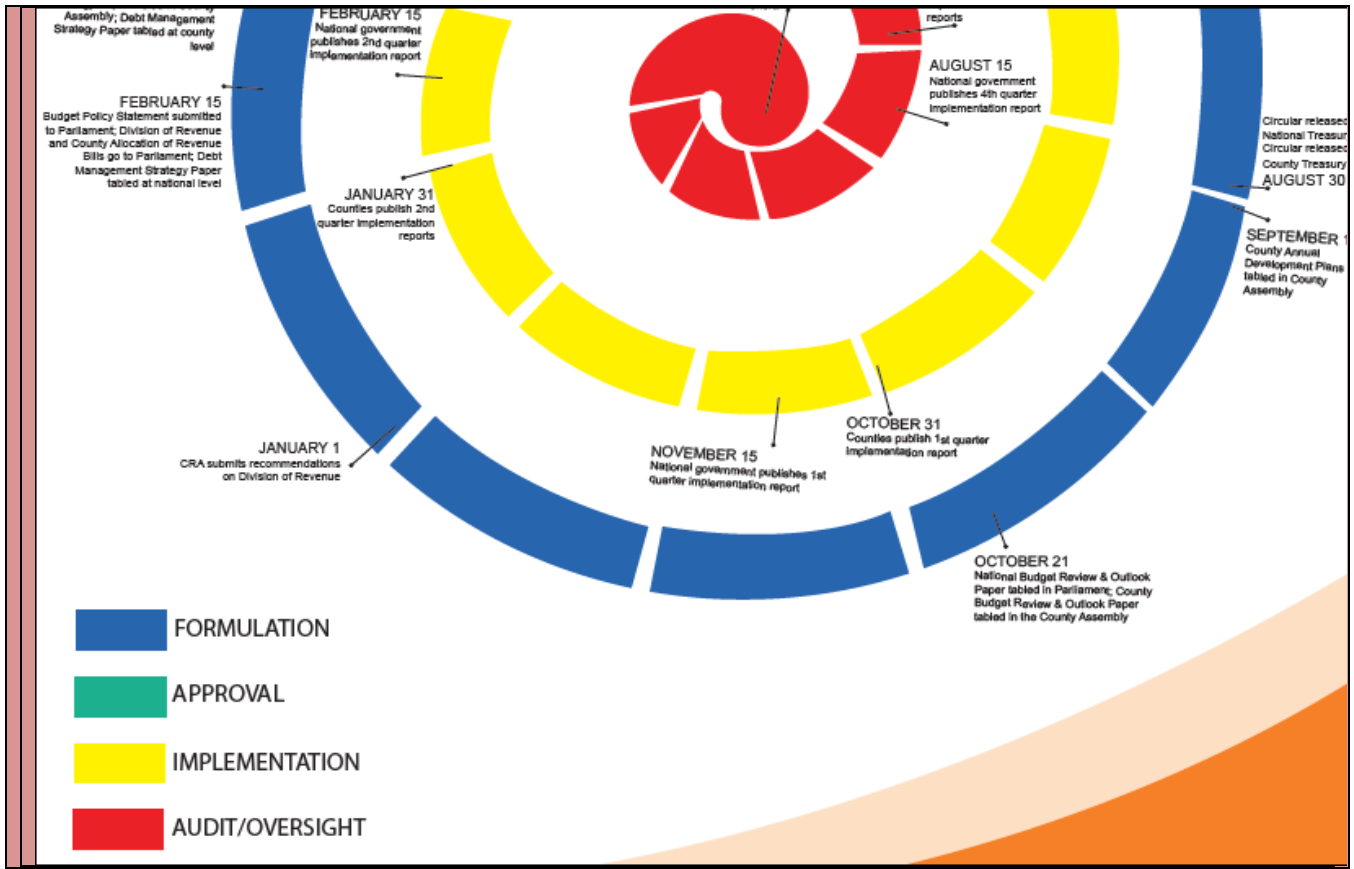 Assembly; Debt Management
Strategy Paper tabled at county
level
FEBRUARY 15
National government
publishes 2nd quarter
implementation report
reports
AUGUST 15
National government
publishes 4th quarter
implementation report
FEBRUARY 15
Budget Policy Statement submitted
to Parliament; Division of Revenue
and County Allocation of Revenue
Bills go to Parliament; Debt
Management Strategy Paper
tabled at national level
Circular released
National Treasur
Circular released
County Treasury
AUGUST 30
JANUARY 31
Counties publish 2nd
quarter implementation
reports
SEPTEMBER 1
County Annual
Development Plans
tabled in County
Assembly
OCTOBER 31
Counties publish 1st quarter
implementation report
JANUARY 1
CRA submits recommendations
on Division of Revenue
NOVEMBER 15
National government publishes 1st
quarter implementation report
OCTOBER 21
National Budget Review & Outlook
Paper tabled in Parliament; County
Budget Review & Outlook Paper
tabled in the County Assembly
FORMULATION
APPROVAL
IMPLEMENTATION
AUDIT/OVERSIGHT